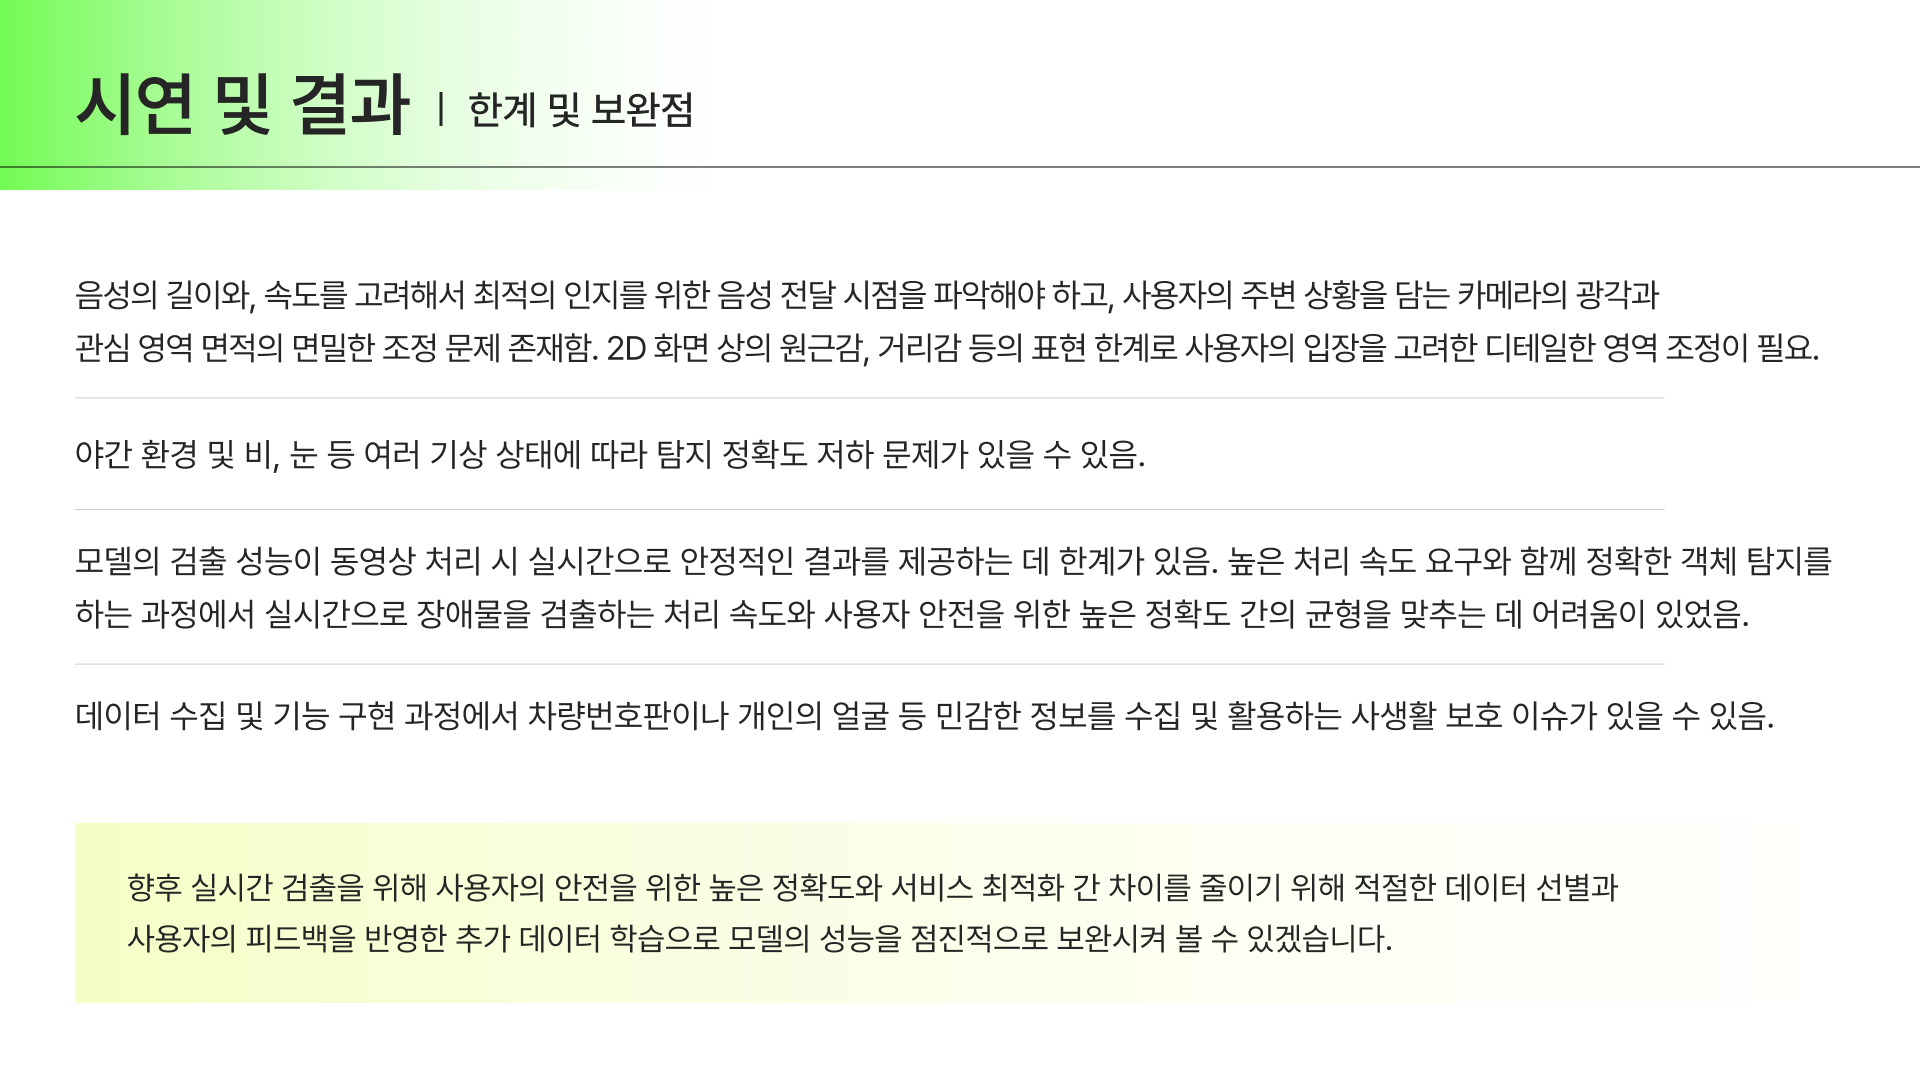 시연 및 결과 | 한계 및 보완점
음성의 길이와, 속도를 고려해서 최적의 인지를 위한 음성 전달 시점을 파악해야 하고, 사용자의 주변 상황을 담는 카메라의 광각과
관심 영역 면적의 면밀한 조정 문제 존재함. 2D 화면 상의 원근감, 거리감 등의 표현 한계로 사용자의 입장을 고려한 디테일한 영역 조정이 필요.
야간 환경 및 비, 눈 등 여러 기상 상태에 따라 탐지 정확도 저하 문제가 있을 수 있음.
모델의 검출 성능이 동영상 처리 시 실시간으로 안정적인 결과를 제공하는 데 한계가 있음. 높은 처리 속도 요구와 함께 정확한 객체 탐지를
하는 과정에서 실시간으로 장애물을 검출하는 처리 속도와 사용자 안전을 위한 높은 정확도 간의 균형을 맞추는 데 어려움이 있었음.
데이터 수집 및 기능 구현 과정에서 차량번호판이나 개인의 얼굴 등 민감한 정보를 수집 및 활용하는 사생활 보호 이슈가 있을 수 있음.
향후 실시간 검출을 위해 사용자의 안전을 위한 높은 정확도와 서비스 최적화 간 차이를 줄이기 위해 적절한 데이터 선별과
사용자의 피드백을 반영한 추가 데이터 학습으로 모델의 성능을 점진적으로 보완시켜 볼 수 있겠습니다.